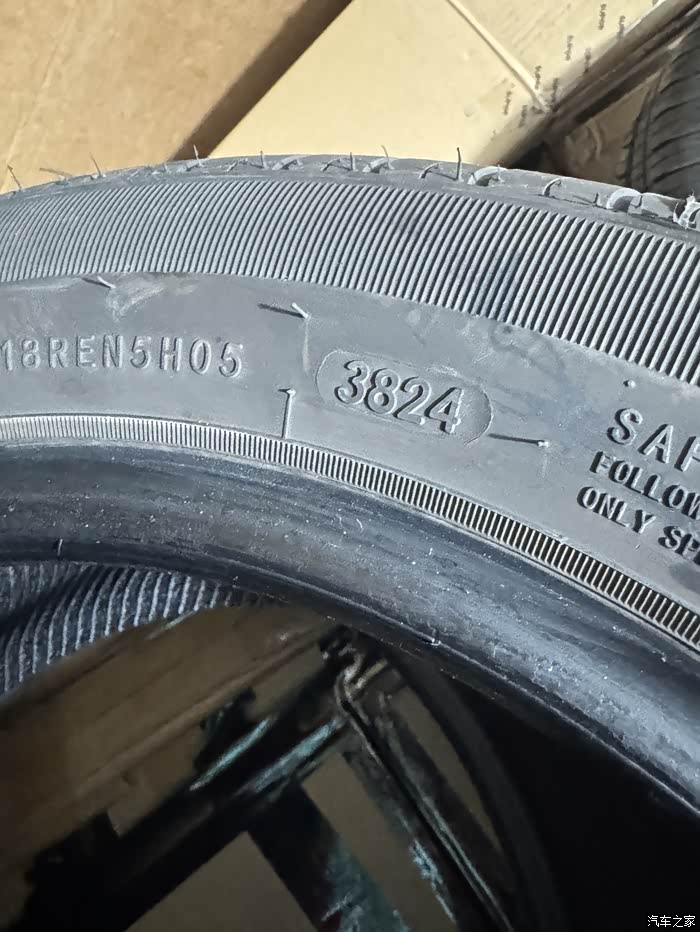 18REN5H05
3824
SAF
FOLLOW
ONLY SP
汽车之家